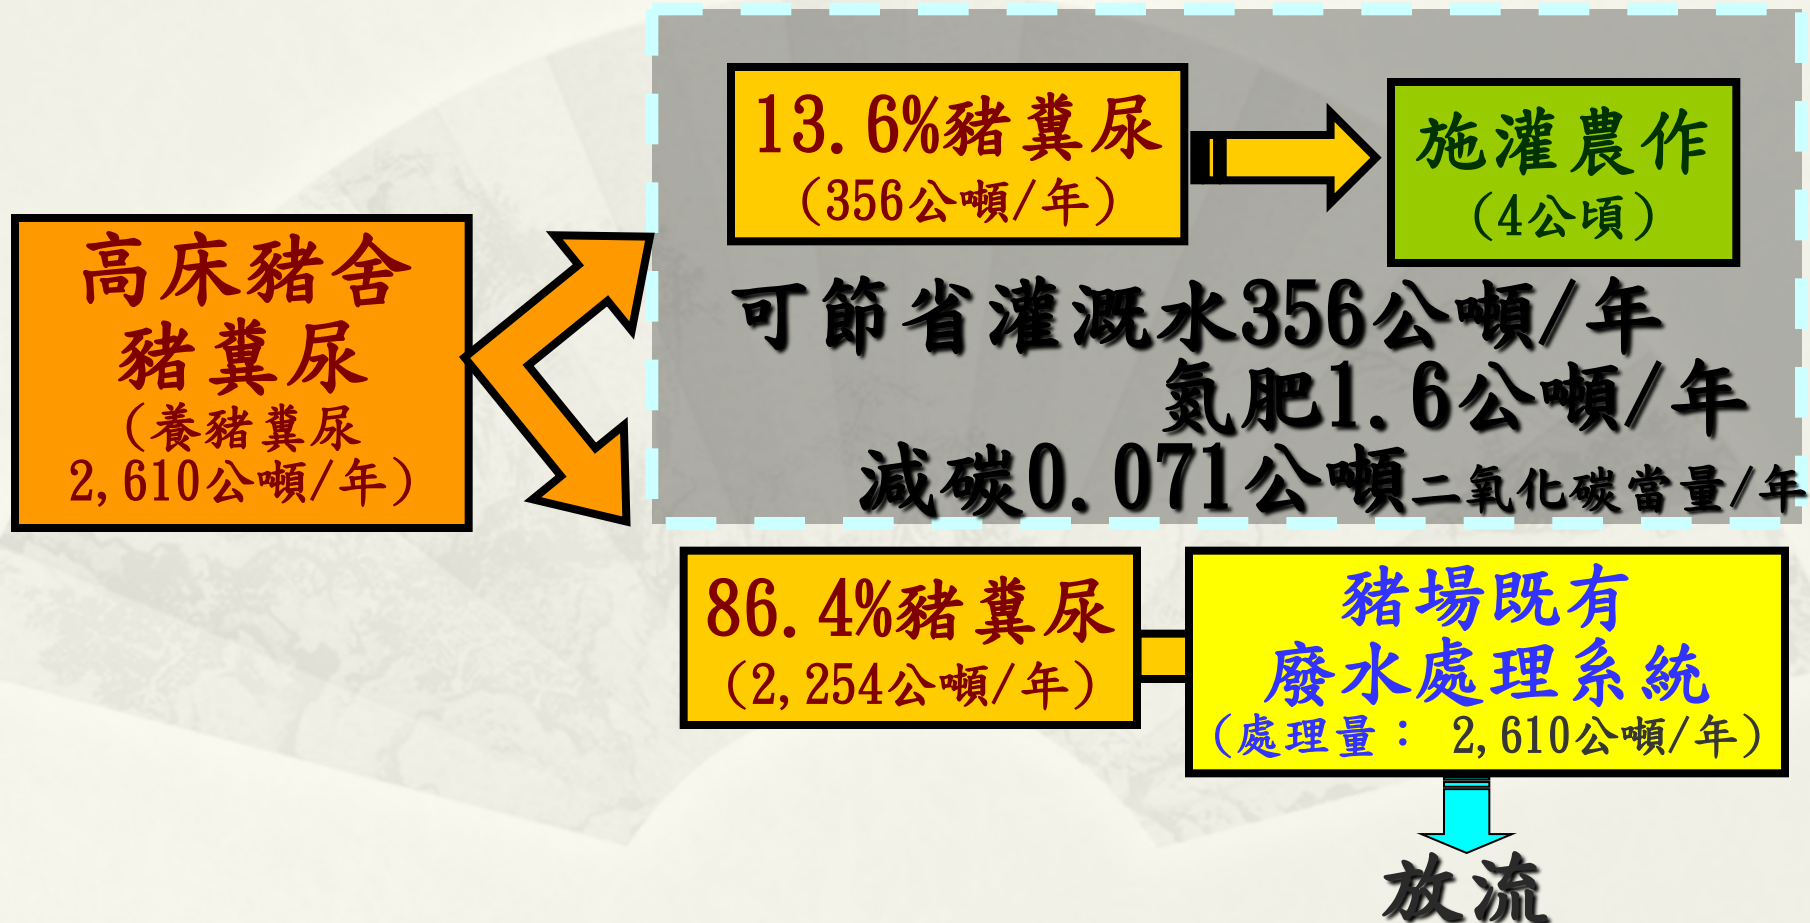 高床豬舍
豬糞尿
(養豬糞尿
2,610公噸/年)
13.6%豬糞尿
(356公噸/年)
施灌農作
(4公頃)
可節省灌溉水356公噸/年
氮肥1.6公噸/年
減碳0.071公噸二氧化碳當量/年
86.4%豬糞尿
(2,254公噸/年)
豬場既有
廢水處理系統
(處理量： 2,610公噸/年)
放流